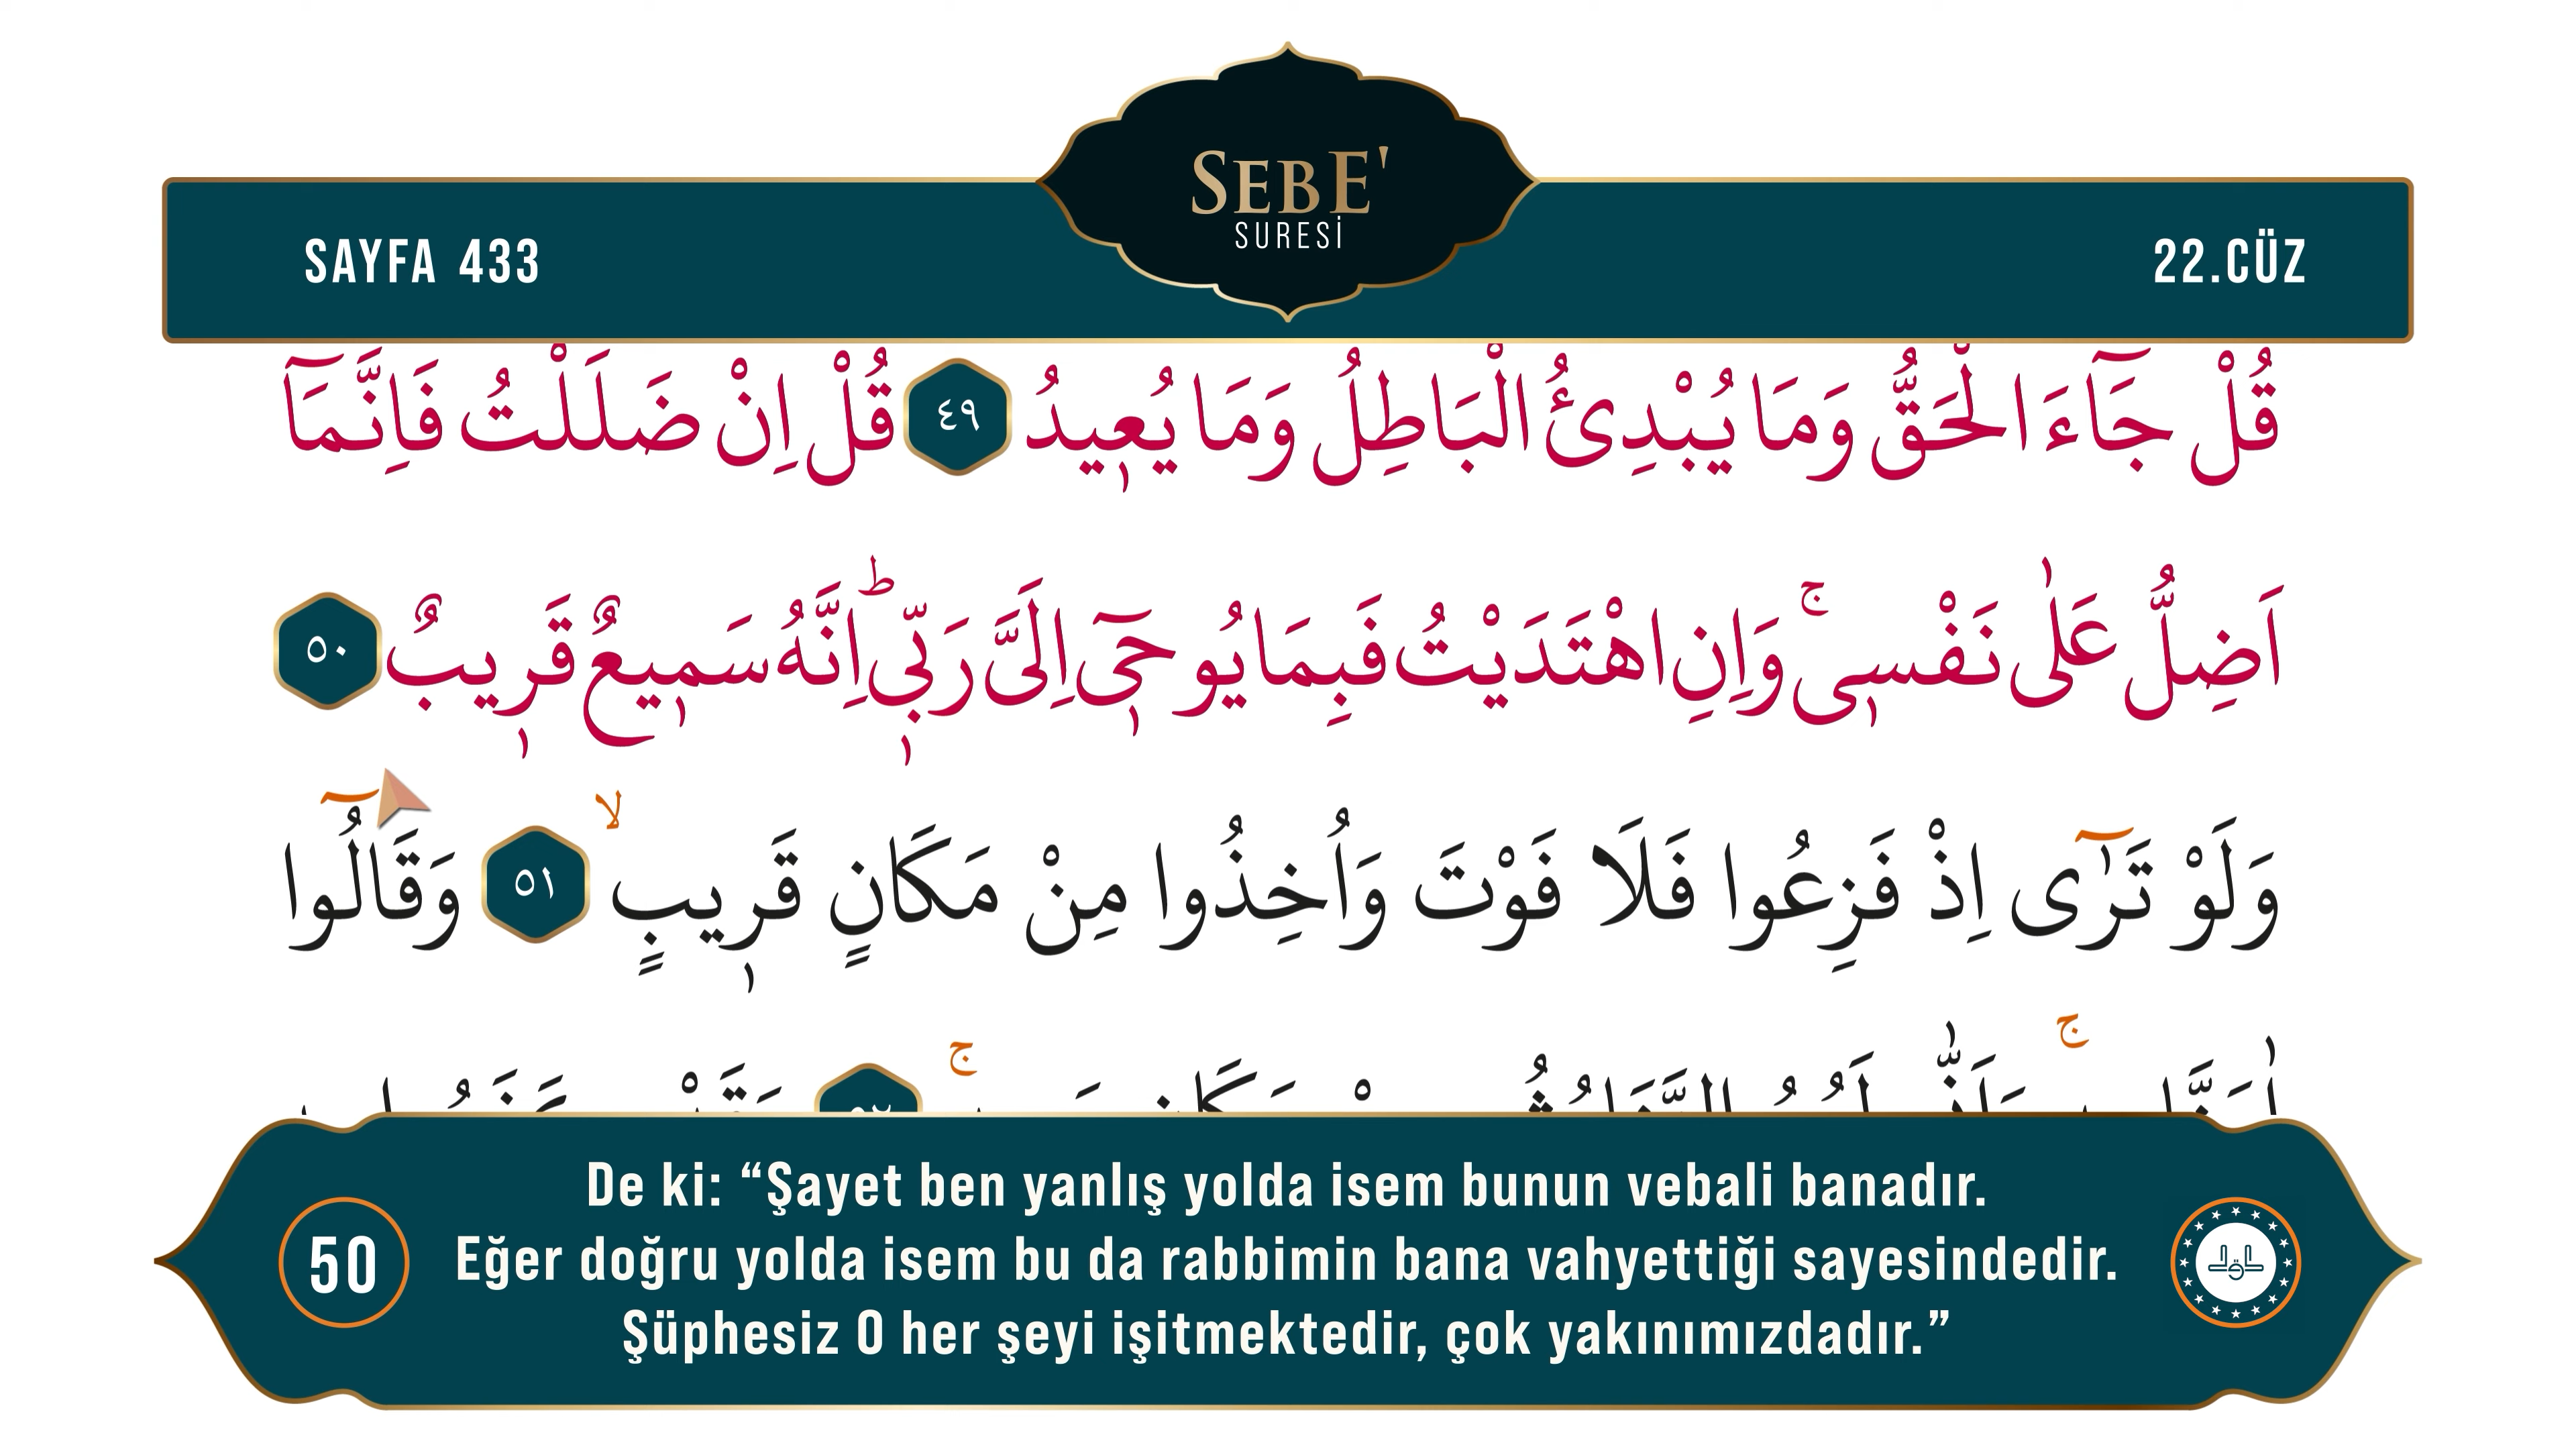 SEBE'
SURESİ
SAYFA 433
22.CÜZ
قُلْ جَٓاءَ الْحَقُّ وَمَا يُبْدِئُ الْبَاطِلُ وَمَا يُعٖيدُ ٤٩ قُلْ اِنْ ضَلَلْتُ فَاِنَّمَٓا
اَضِلُّ عَلٰى نَفْسٖىۚ وَاِنِ اهْتَدَيْتُ فَبِمَا يُوحٖٓى اِلَىَّ رَبّٖىؕ اِنَّهُ سَمٖيعٌ قَرٖيبٌ ٥٠
وَلَوْ تَرٰٓى اِذْ فَزِعُوا فَلَا فَوْتَ وَاُخِذُوا مِنْ مَكَانٍ قَرٖيبٍۙ ٥١ وَقَالُٓوا
50
De ki: “Şayet ben yanlış yolda isem bunun vebali banadır.
Eğer doğru yolda isem bu da rabbimin bana vahyettiği sayesindedir.
Şüphesiz O her şeyi işitmektedir, çok yakınımızdadır.”